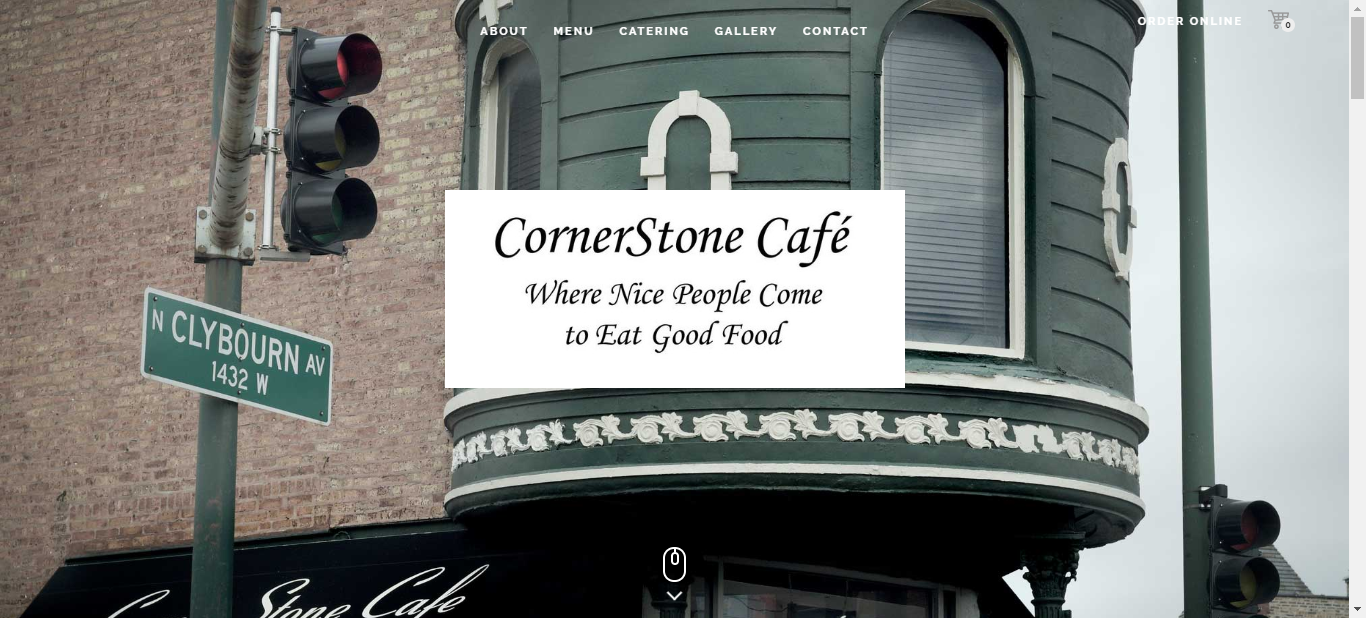 ABOUT MENU CATERING GALLERY CONTACT
ORDER ONLINE
0
CornerStone Café
Where Nice People Come
to Eat Good Food
N CLYBOURN AV
1432 W
Stone Cafe